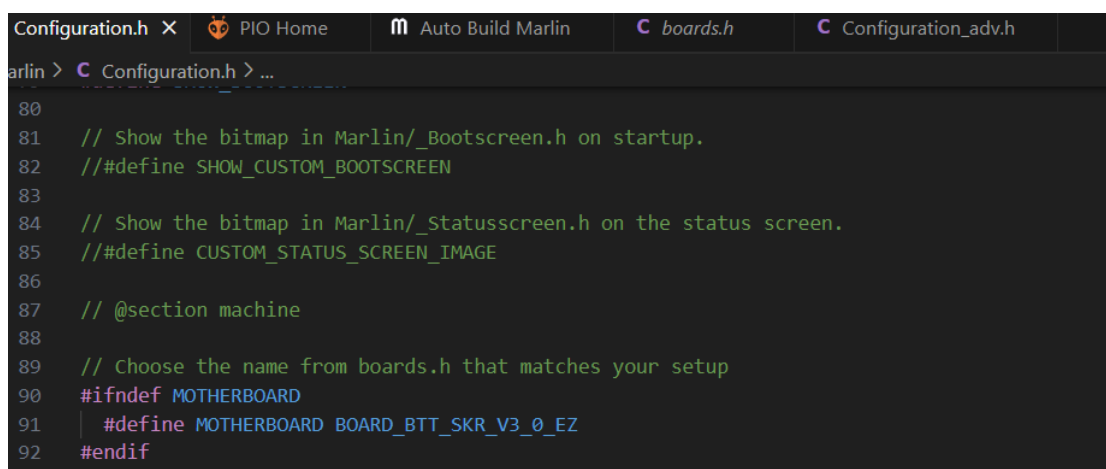 Configuration.h PIO Home Auto Build Marlin boards.h Configuration_adv.h
arlin > C Configuration.h > ...
80
81 // Show the bitmap in Marlin/_Bootscreen.h on startup.
82 //#define SHOW_CUSTOM_BOOTSCREEN
83
84 // Show the bitmap in Marlin/_Statusscreen.h on the status screen.
85 //#define CUSTOM_STATUS_SCREEN_IMAGE
86
87 // @section machine
88
89 // Choose the name from boards.h that matches your setup
90 #ifndef MOTHERBOARD
91 #define MOTHERBOARD BOARD_BTT_SKR_V3_0_EZ
92 #endif